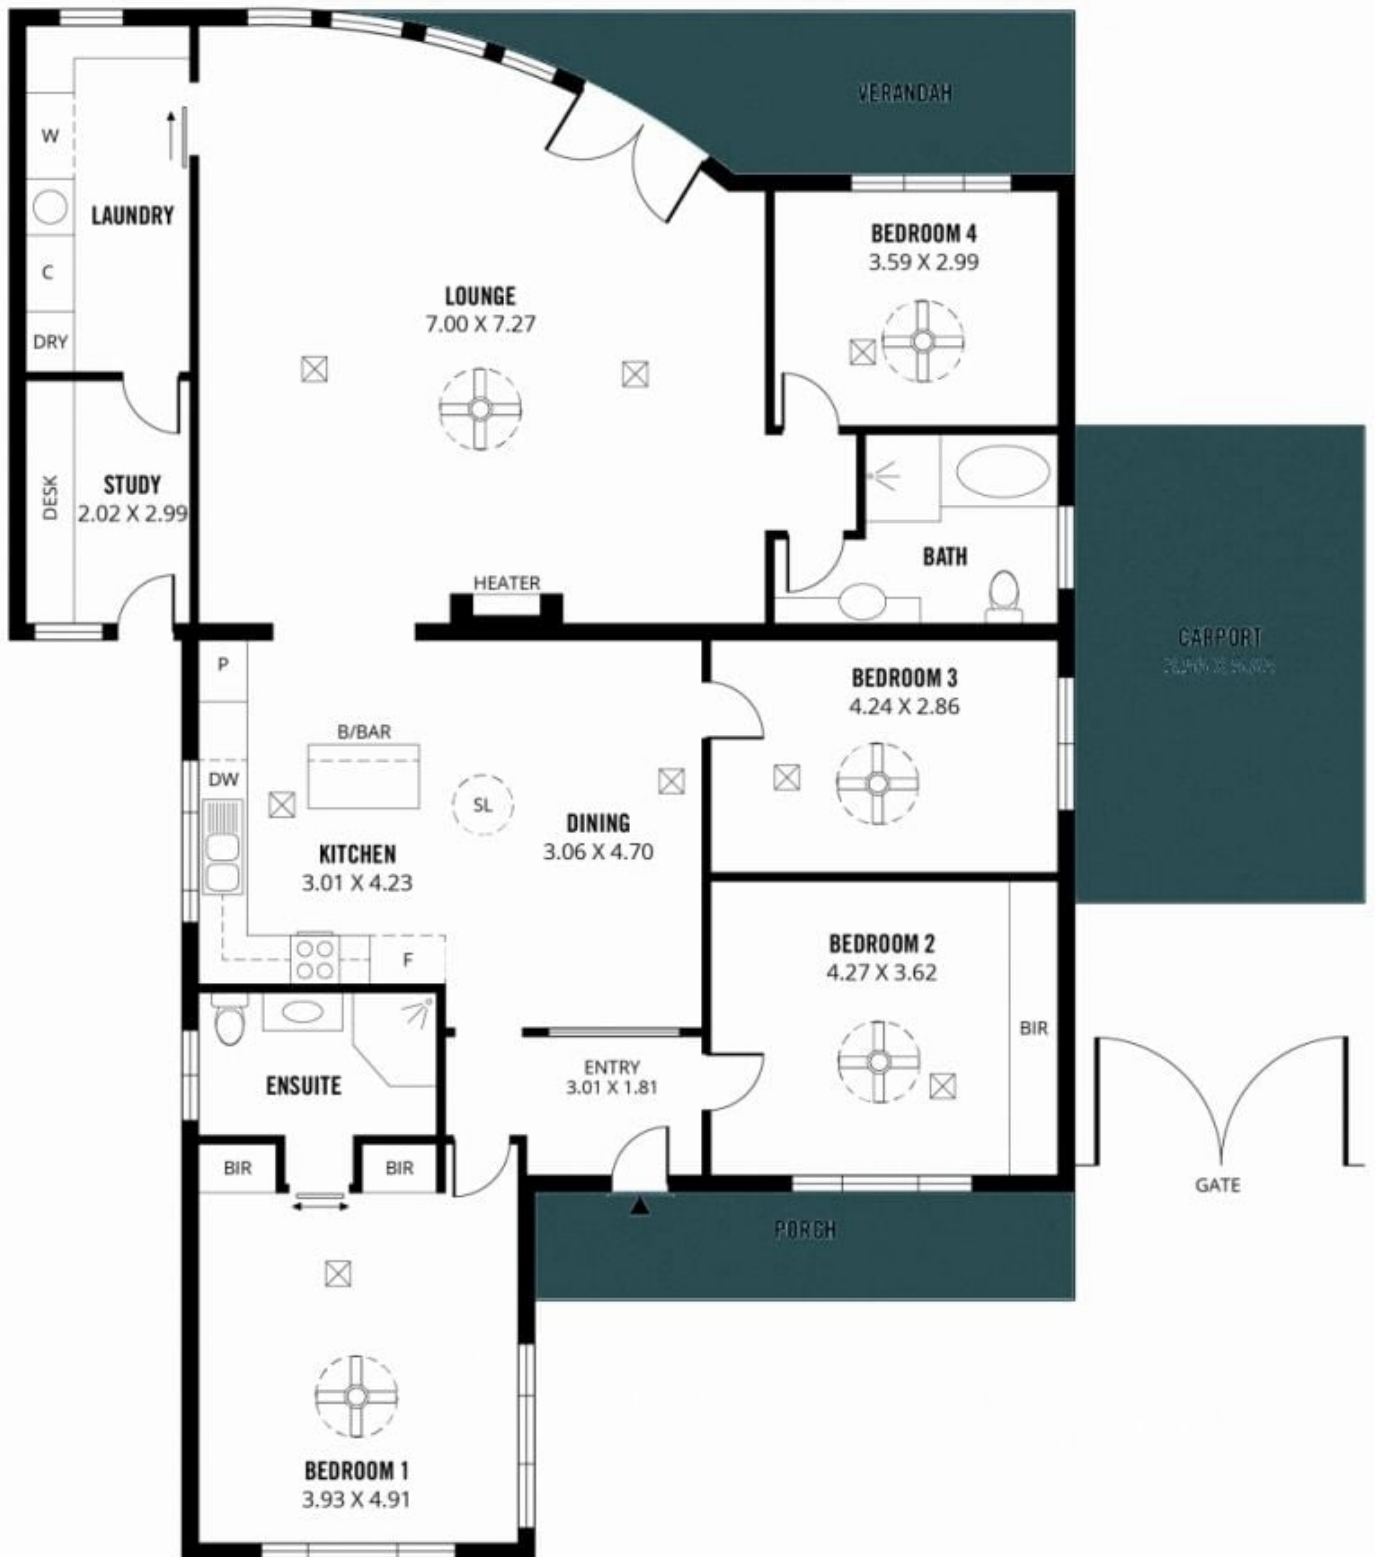 VERANDAH
W
LAUNDRY
C
DRY
LOUNGE
7.00 X 7.27
BEDROOM 4
3.59 X 2.99
DESK
STUDY
2.02 X 2.99
BATH
HEATER
CARPORT
P
B/BAR
DW
SL
KITCHEN
3.01 X 4.23
DINING
3.06 X 4.70
BEDROOM 3
4.24 X 2.86
F
BEDROOM 2
4.27 X 3.62
BIR
ENSUITE
ENTRY
3.01 X 1.81
BIR
BIR
GATE
PORCH
BEDROOM 1
3.93 X 4.91